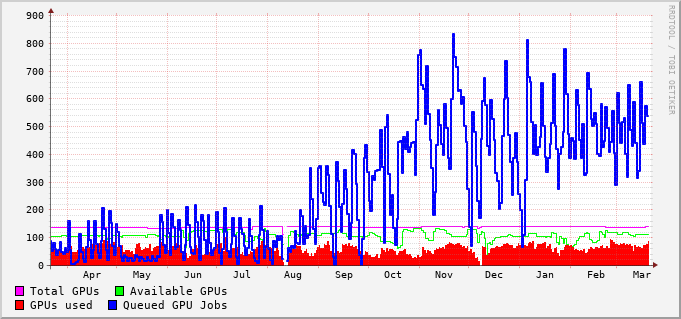 900
800
700
600
500
400
300
200
100
0
Apr May Jun Jul Aug Sep Oct Nov Dec Jan Feb Mar
Total GPUs Available GPUs
GPUs used Queued GPU Jobs
RRDTOOL / TOBI OETIKER